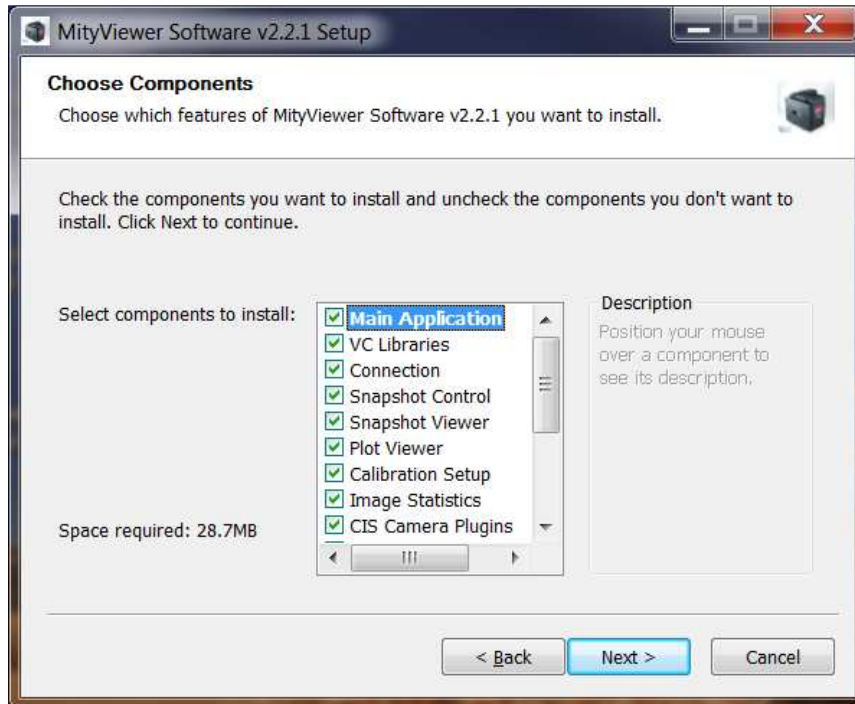 MityViewer Software v2.2.1 Setup
Choose Components
Choose which features of MityViewer Software v2.2.1 you want to install.
Check the components you want to install and uncheck the components you don't want to
install. Click Next to continue.
Select components to install:
Main Application
VC Libraries
Connection
Snapshot Control
Snapshot Viewer
Plot Viewer
Calibration Setup
Image Statistics
CIS Camera Plugins
Description
Position your mouse
over a component to
see its description.
Space required: 28.7MB
< Back
Next >
Cancel